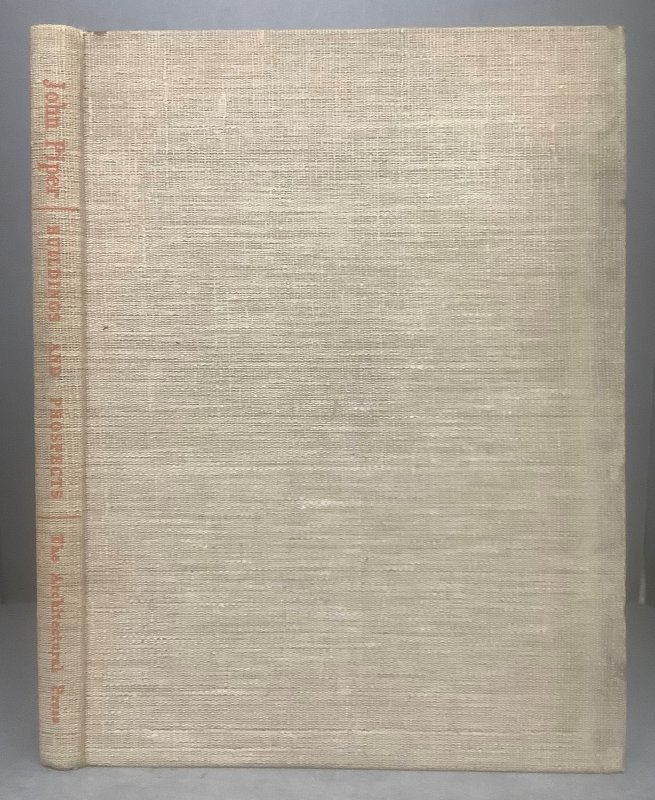 John Piper
BUILDINGS AND PROSPECTS
The Architectural Press